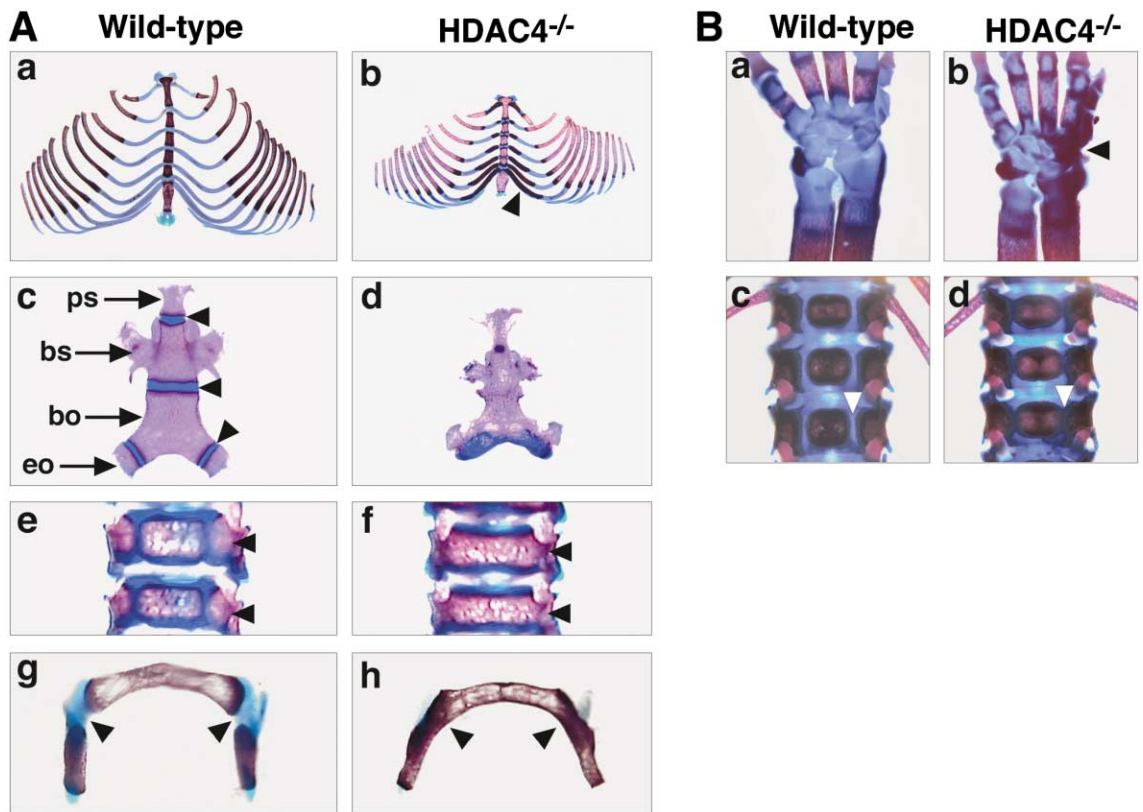 A Wild-type HDAC4-/- B Wild-type HDAC4-/-
a b a b
c ps bs bo eo d c d
e f
g h